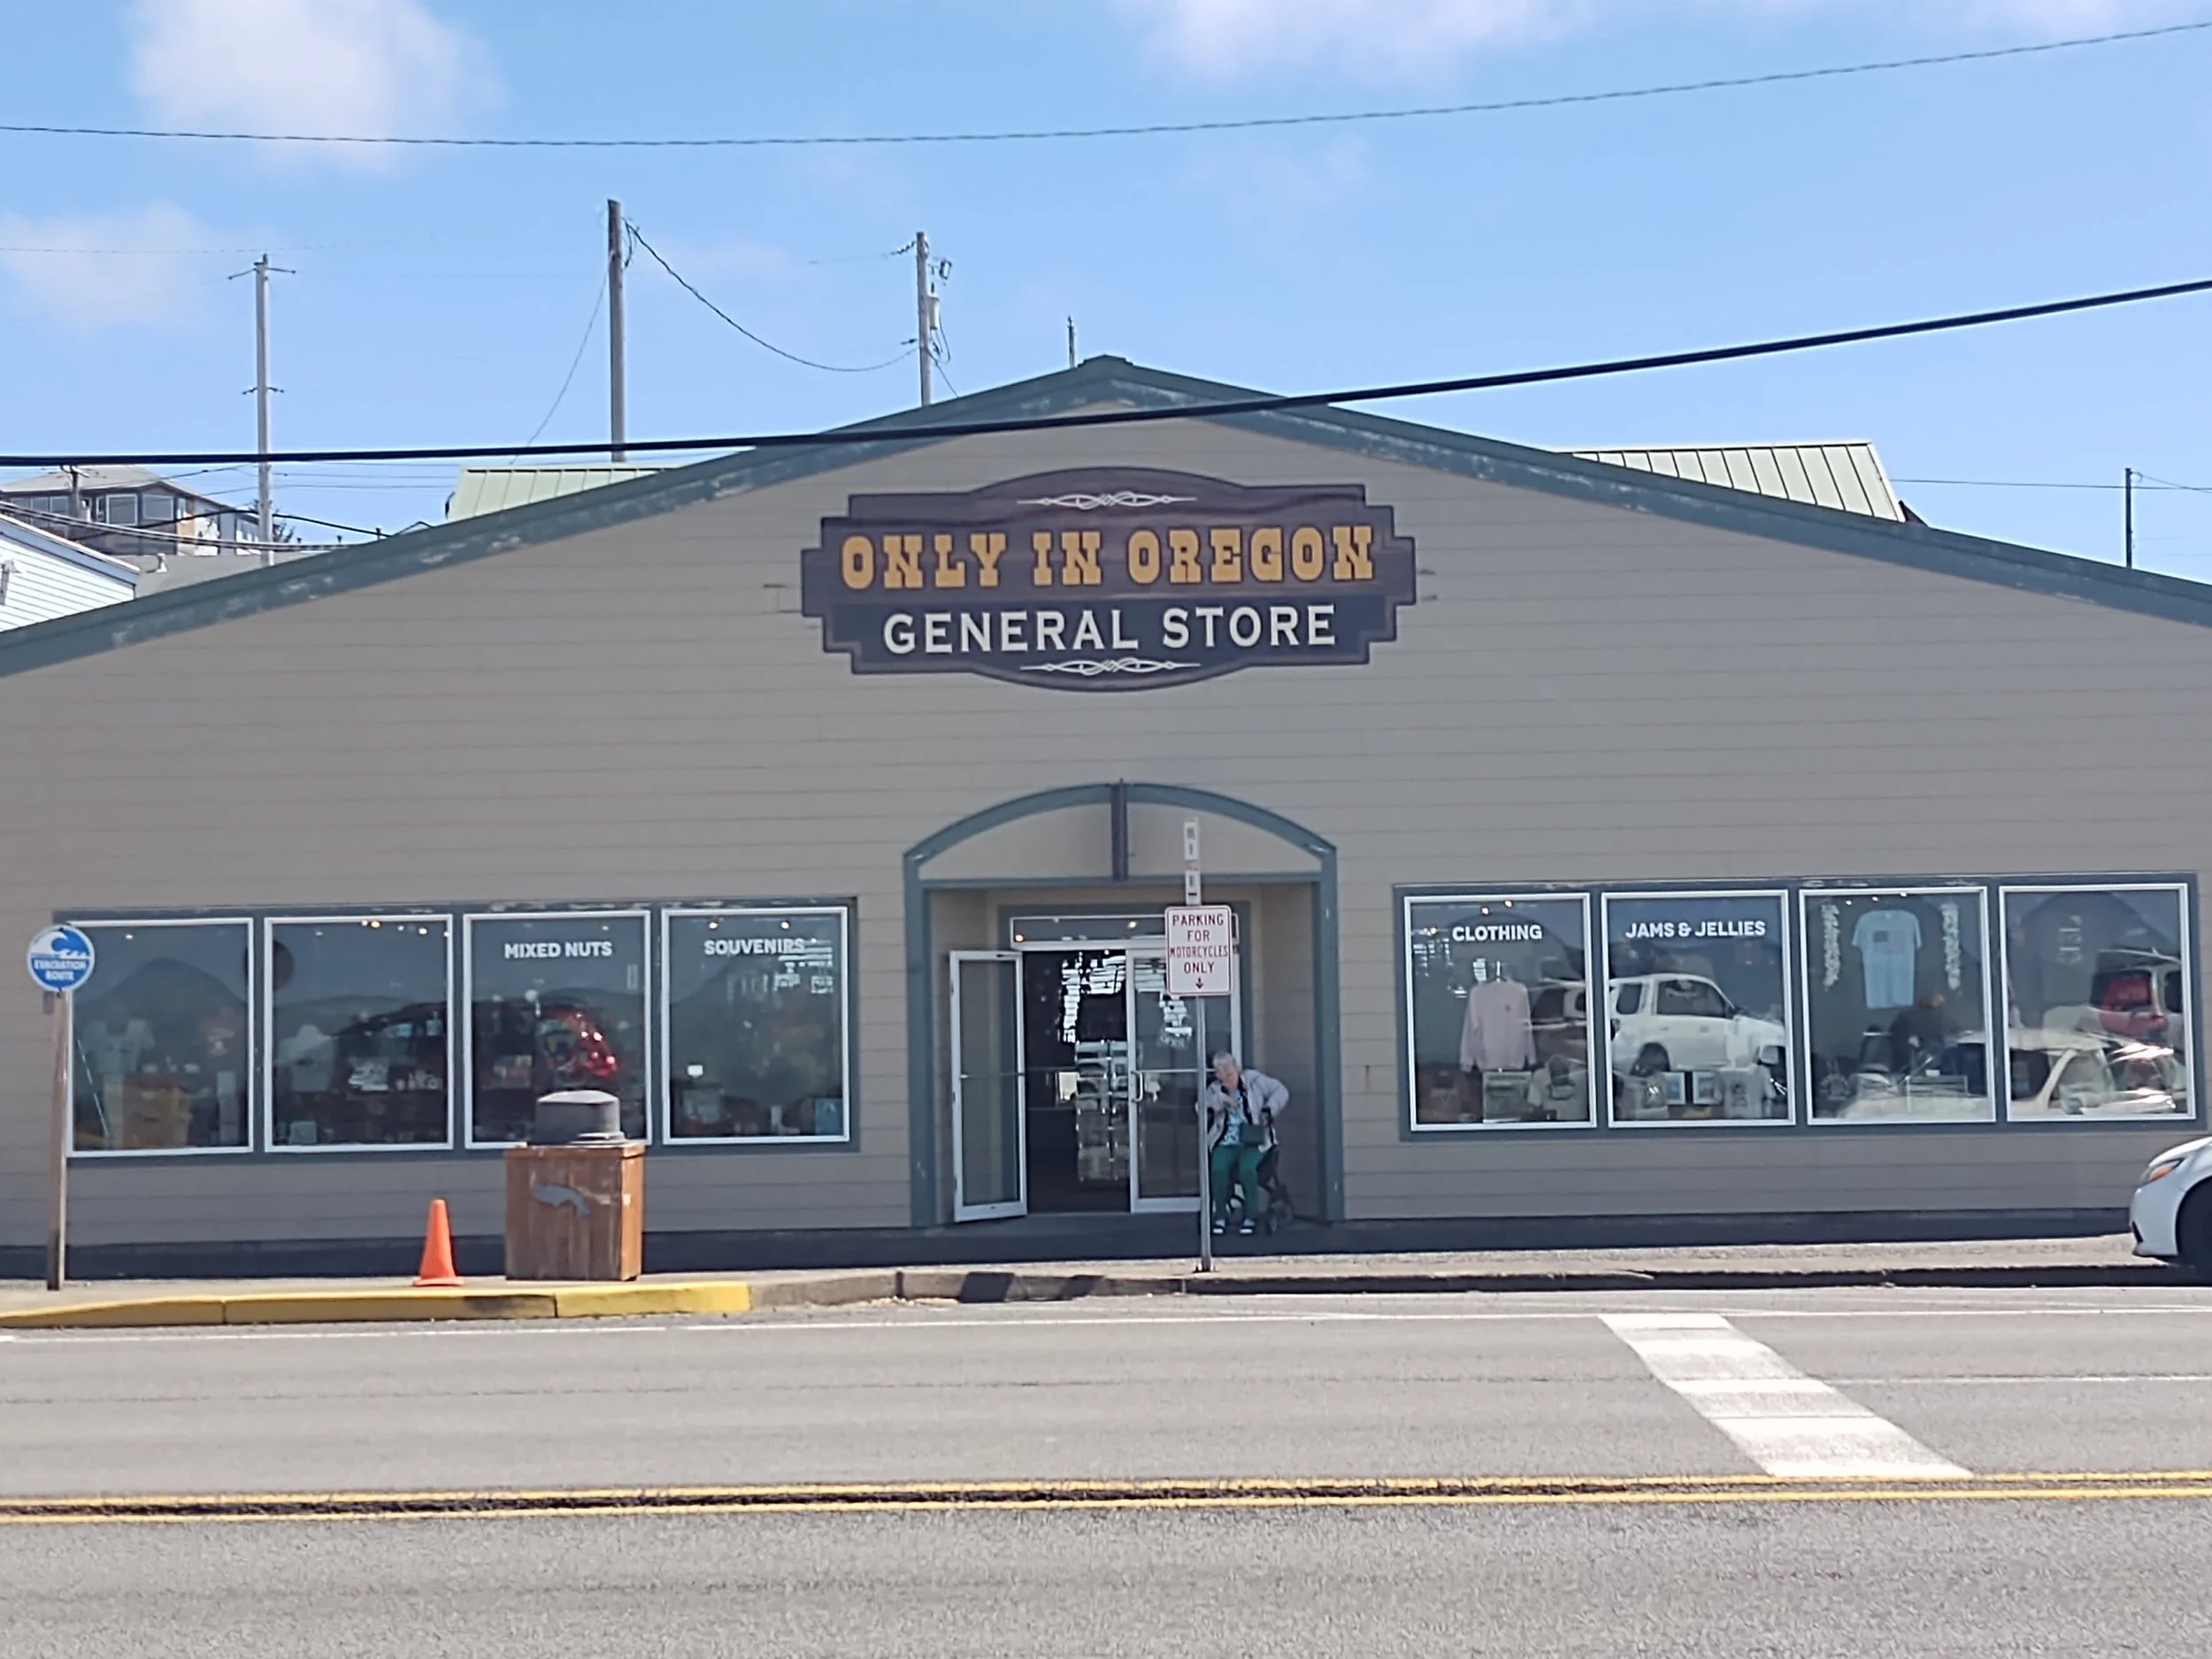 ONLY IN OREGON
GENERAL STORE
EVACUATION
ROUTE
MIXED NUTS
SOUVENIRS
PARKING
FOR
MOTORCYCLES
ONLY
CLOTHING
JAMS & JELLIES